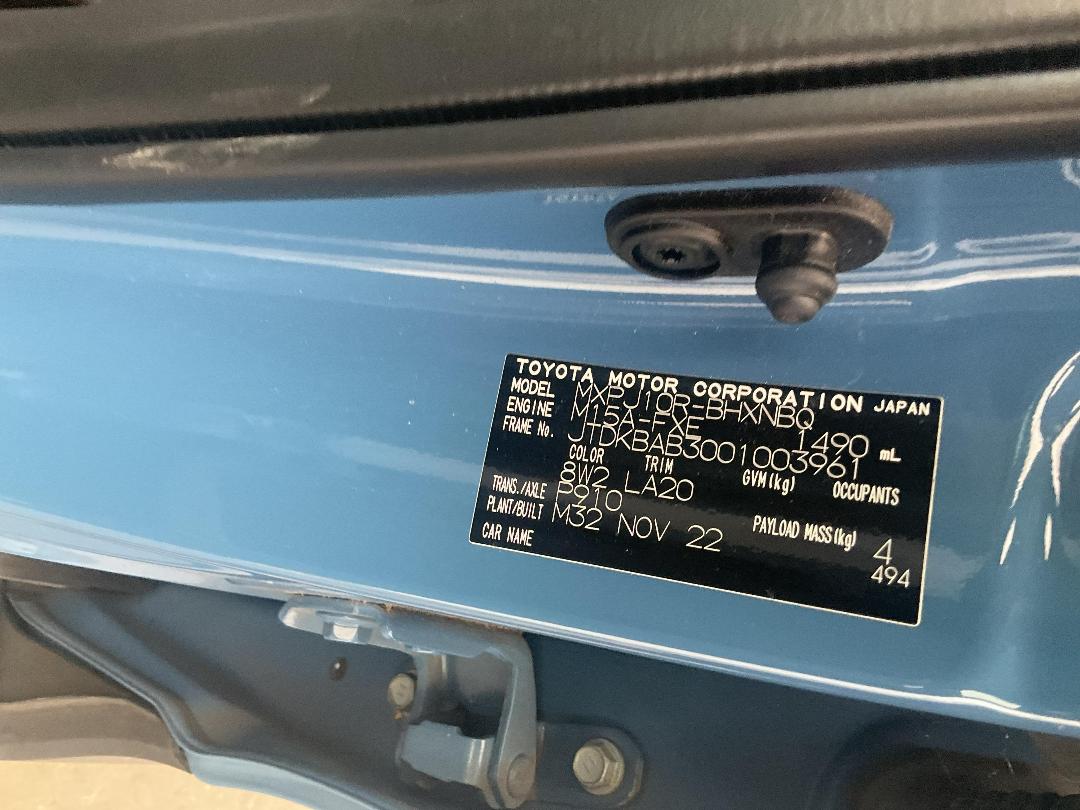 TOYOTA MOTOR CORPORATION JAPAN
MODEL MXPJ10R-BHXNBQ
ENGINE M15A-FXE 1490 mL
FRAME No. JTDKBAB3001003961
COLOR TRIM GVM(kg) OCCUPANTS
8W2 LA20
TRANS./AXLE P910 PAYLOAD MASS(kg) 4
PLANT/BUILT M32 NOV 22 494
CAR NAME